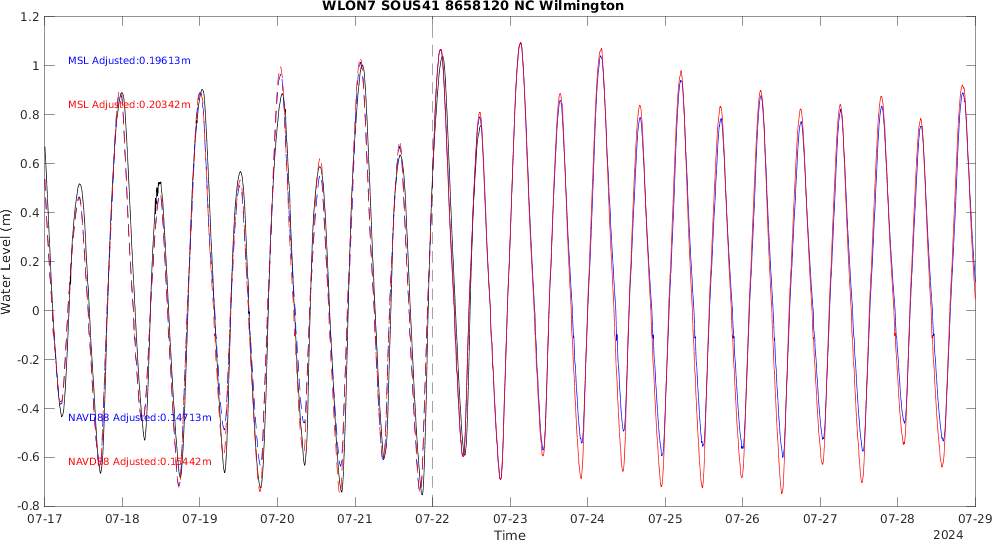 WLON7 SOUS41 8658120 NC Wilmington
1.2
1
0.8
0.6
0.4
0.2
0
-0.2
-0.4
-0.6
-0.8
Water Level (m)
MSL Adjusted:0.19613m
MSL Adjusted:0.20342m
NAVD88 Adjusted:0.14713m
NAVD88 Adjusted:0.15442m
07-17 07-18 07-19 07-20 07-21 07-22 07-23 07-24 07-25 07-26 07-27 07-28 07-29
Time
2024